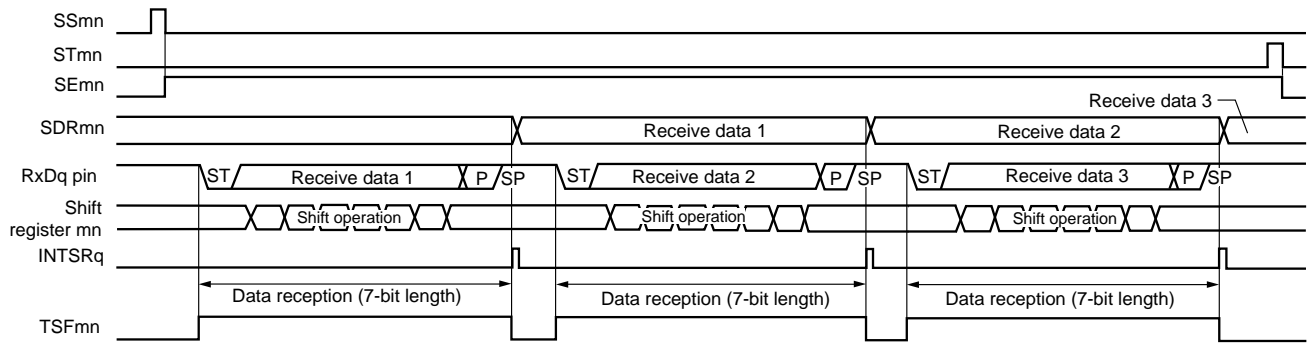 SSmn
STmn
SEmn
Receive data 3
SDRmn Receive data 1 Receive data 2
RxDq pin ST Receive data 1 P SP ST Receive data 2 P SP ST Receive data 3 P SP
Shift
register mn Shift operation Shift operation Shift operation
INTSRq
Data reception (7-bit length) Data reception (7-bit length) Data reception (7-bit length)
TSFmn